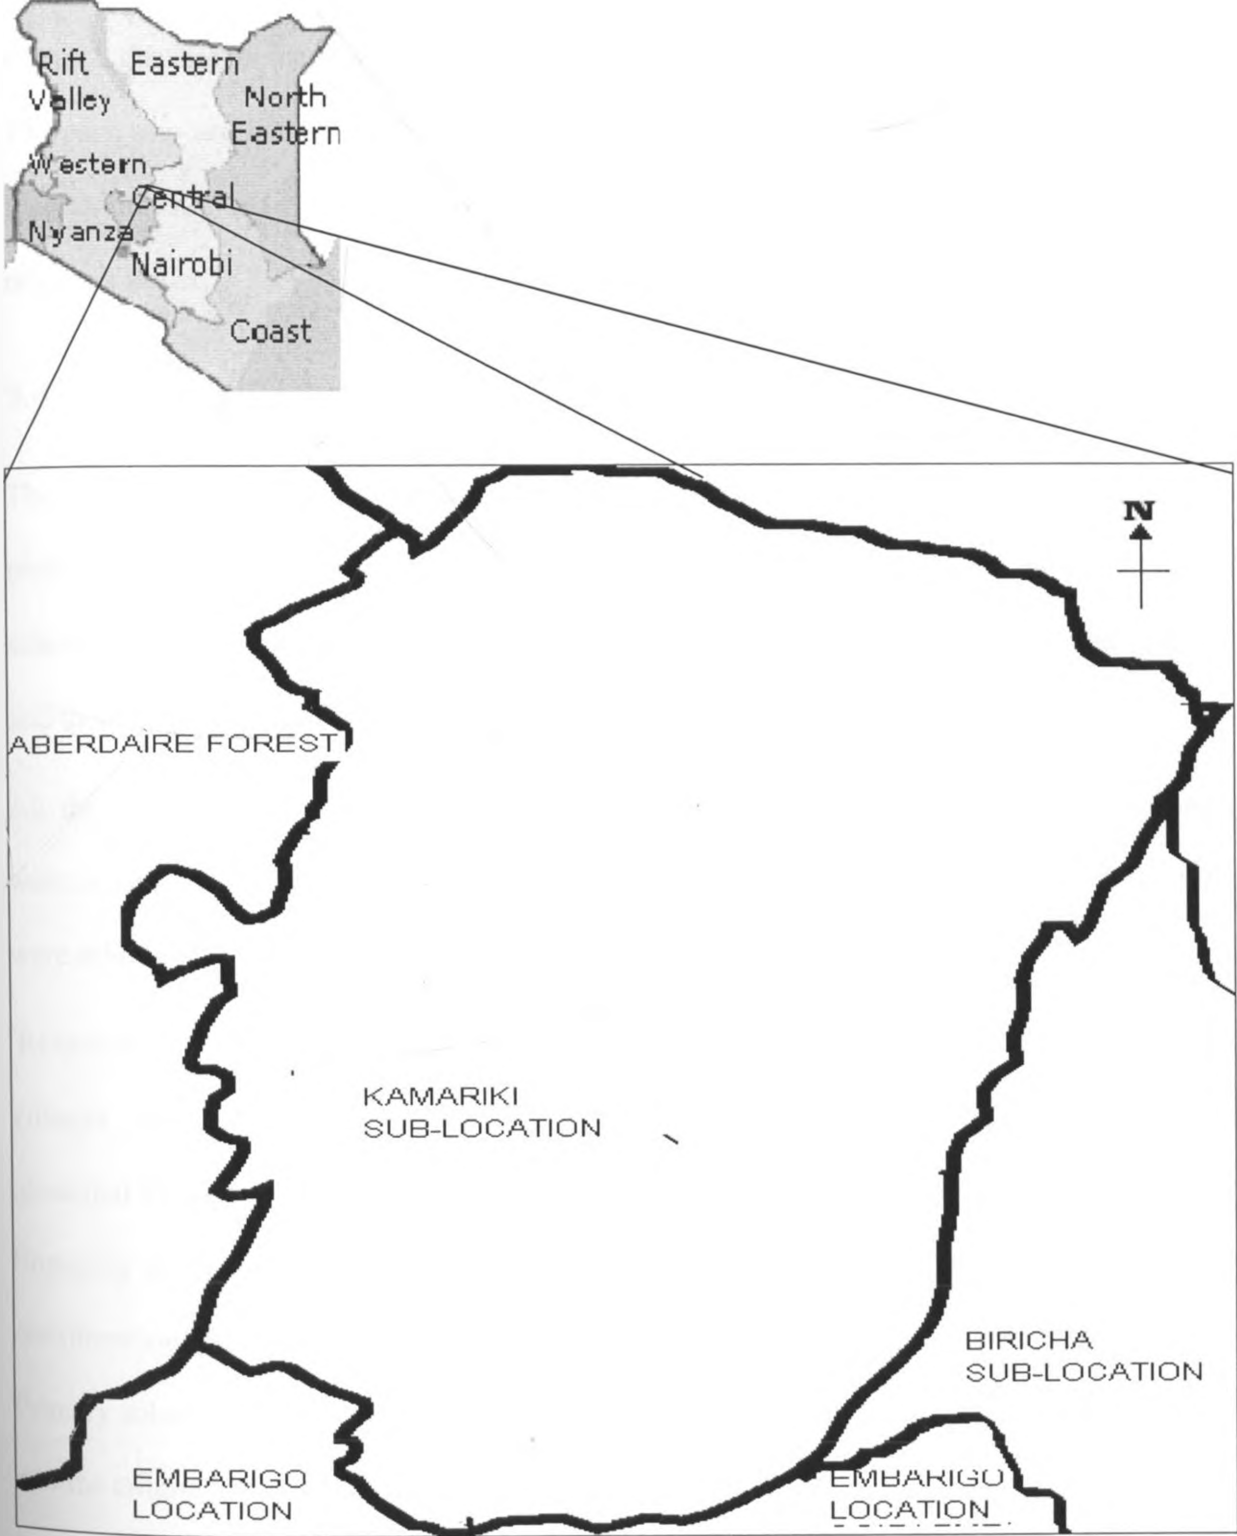 Rift
Valley
Eastern
North
Eastern
Western
Central
Nyanza
Nairobi
Coast
N
ABERDAIRE FOREST
KAMARIKI
SUB-LOCATION
BIRICHA
SUB-LOCATION
EMBARIGO
LOCATION
EMBARIGO
LOCATION